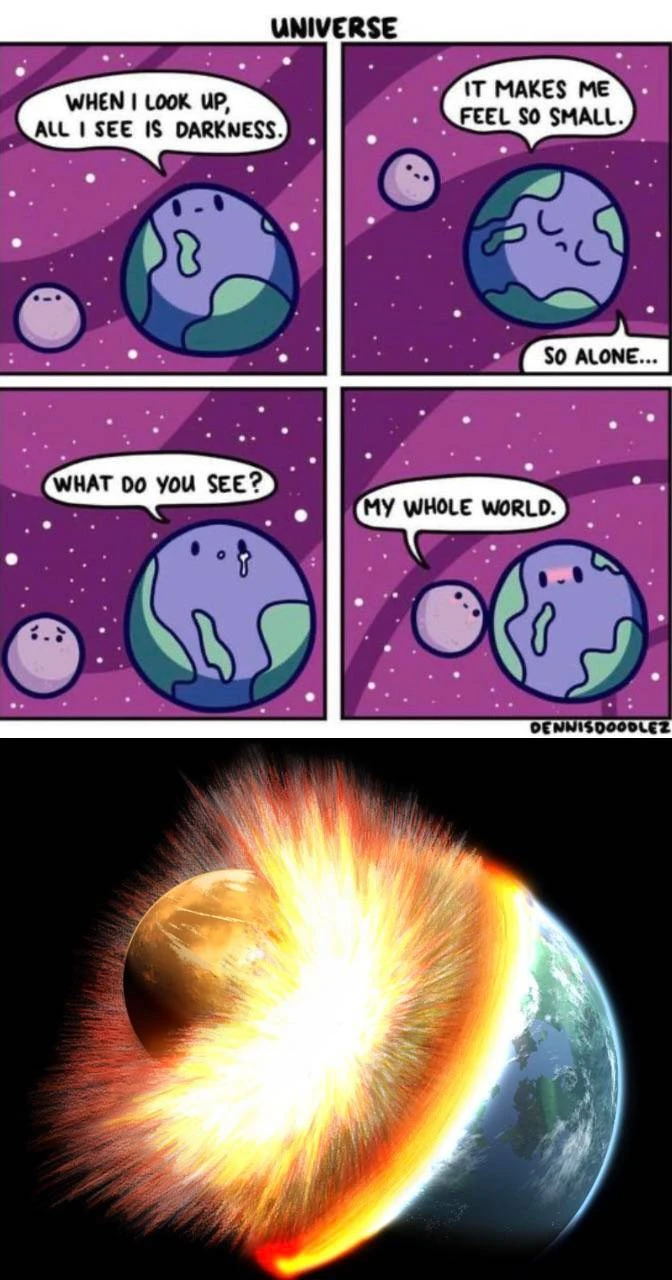 UNIVERSE
WHEN I LOOK UP,
ALL I SEE IS DARKNESS.
IT MAKES ME
FEEL SO SMALL.
SO ALONE...
WHAT DO YOU SEE?
MY WHOLE WORLD.
DENNISDOODLEZ